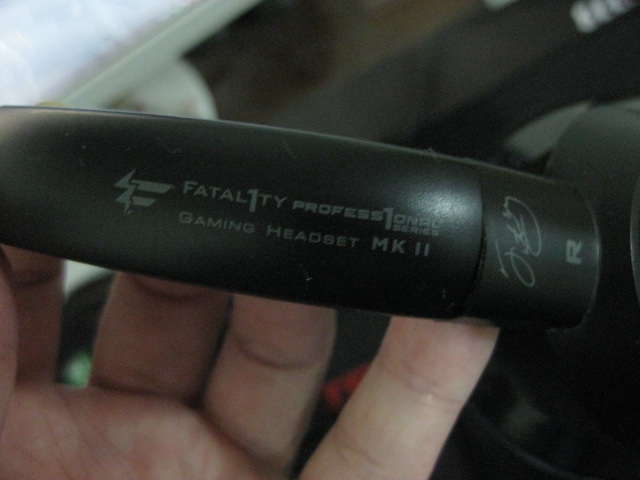 FATAL1TY PROFESS1ONAL
SERIES
GAMING HEADSET MK II
R